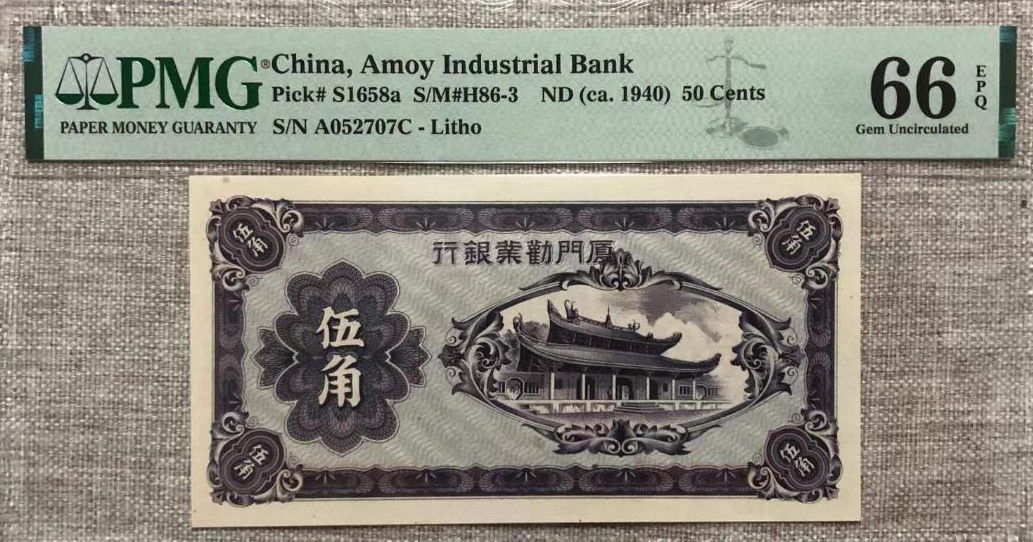 PMG® China, Amoy Industrial Bank
Pick# S1658a S/M#H86-3 ND (ca. 1940) 50 Cents
PAPER MONEY GUARANTY S/N A052707C - Litho
66 EPQ
Gem Uncirculated
伍角
伍角
行銀業勸門厦
伍角
伍角
伍角